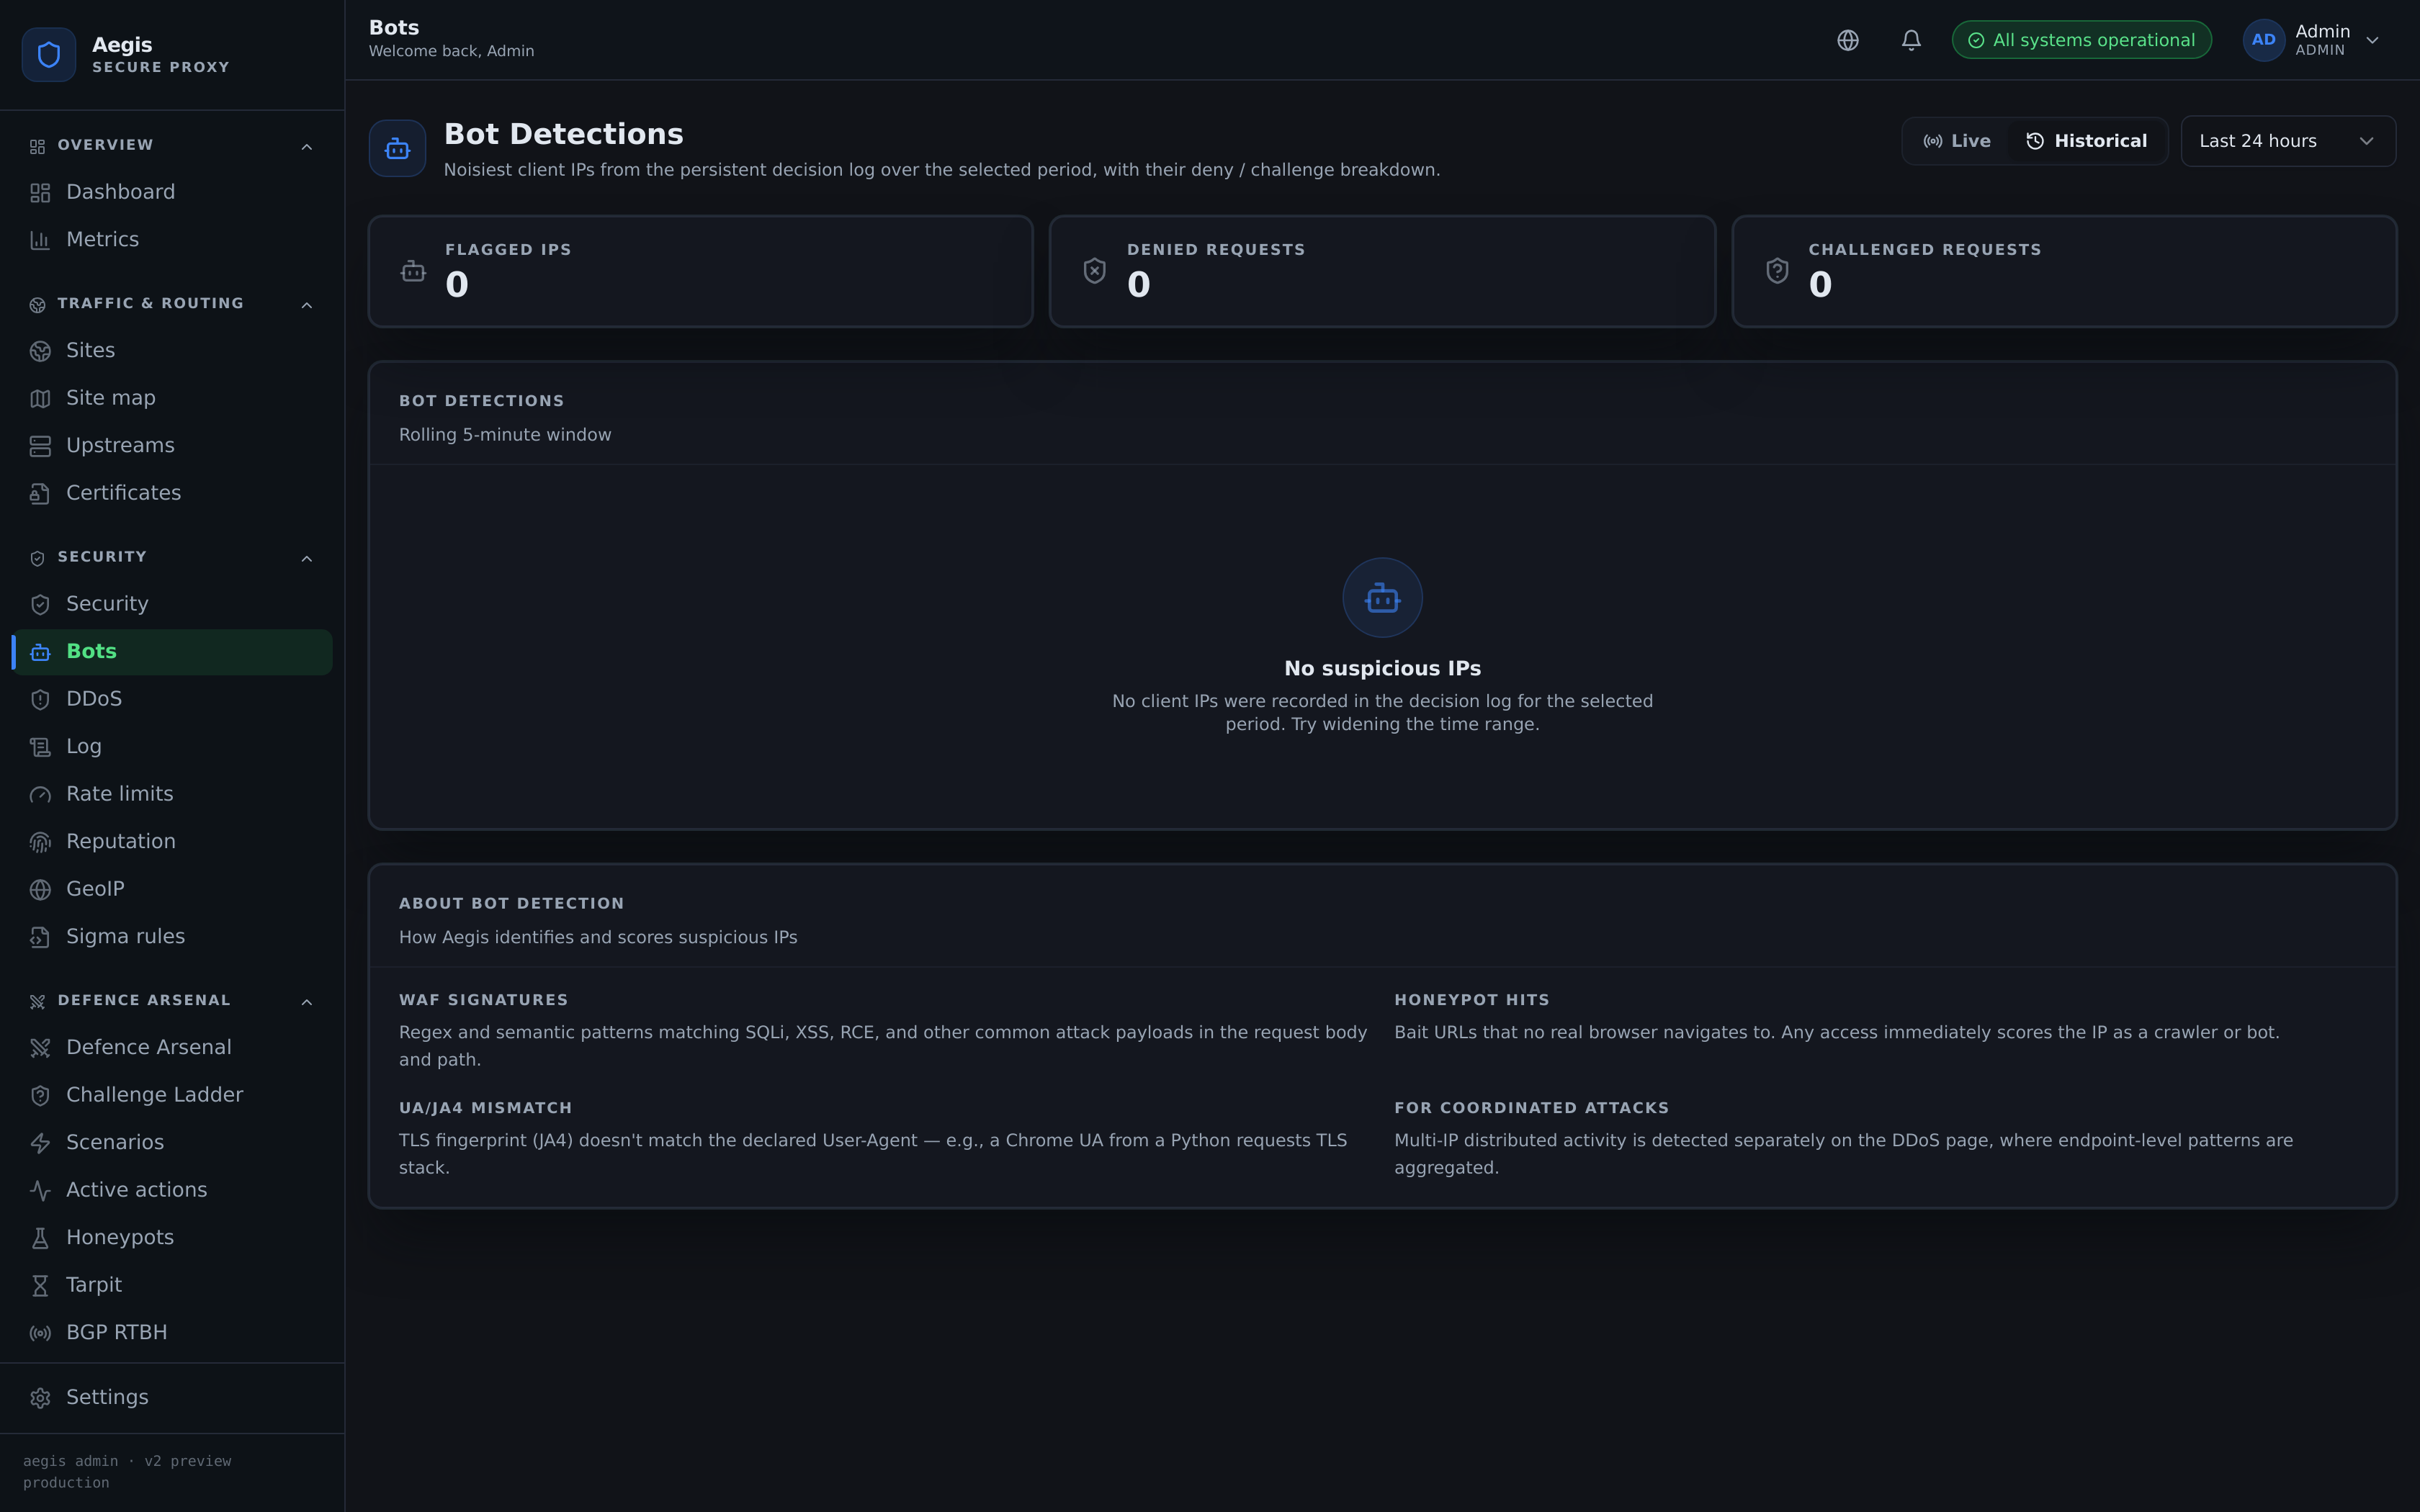 Aegis
SECURE PROXY
OVERVIEW
Dashboard
Metrics
TRAFFIC & ROUTING
Sites
Site map
Upstreams
Certificates
SECURITY
Security
Bots
DDoS
Log
Rate limits
Reputation
GeoIP
Sigma rules
DEFENCE ARSENAL
Defence Arsenal
Challenge Ladder
Scenarios
Active actions
Honeypots
Tarpit
BGP RTBH
Settings
aegis admin · v2 preview
production
Bots
Welcome back, Admin
All systems operational
AD
Admin
ADMIN
Bot Detections
Noisiest client IPs from the persistent decision log over the selected period, with their deny / challenge breakdown.
Live
Historical
Last 24 hours
FLAGGED IPS
0
DENIED REQUESTS
0
CHALLENGED REQUESTS
0
BOT DETECTIONS
Rolling 5-minute window
No suspicious IPs
No client IPs were recorded in the decision log for the selected
period. Try widening the time range.
ABOUT BOT DETECTION
How Aegis identifies and scores suspicious IPs
WAF SIGNATURES
Regex and semantic patterns matching SQLi, XSS, RCE, and other common attack payloads in the request body
and path.
HONEYPOT HITS
Bait URLs that no real browser navigates to. Any access immediately scores the IP as a crawler or bot.
UA/JA4 MISMATCH
TLS fingerprint (JA4) doesn't match the declared User-Agent — e.g., a Chrome UA from a Python requests TLS
stack.
FOR COORDINATED ATTACKS
Multi-IP distributed activity is detected separately on the DDoS page, where endpoint-level patterns are
aggregated.